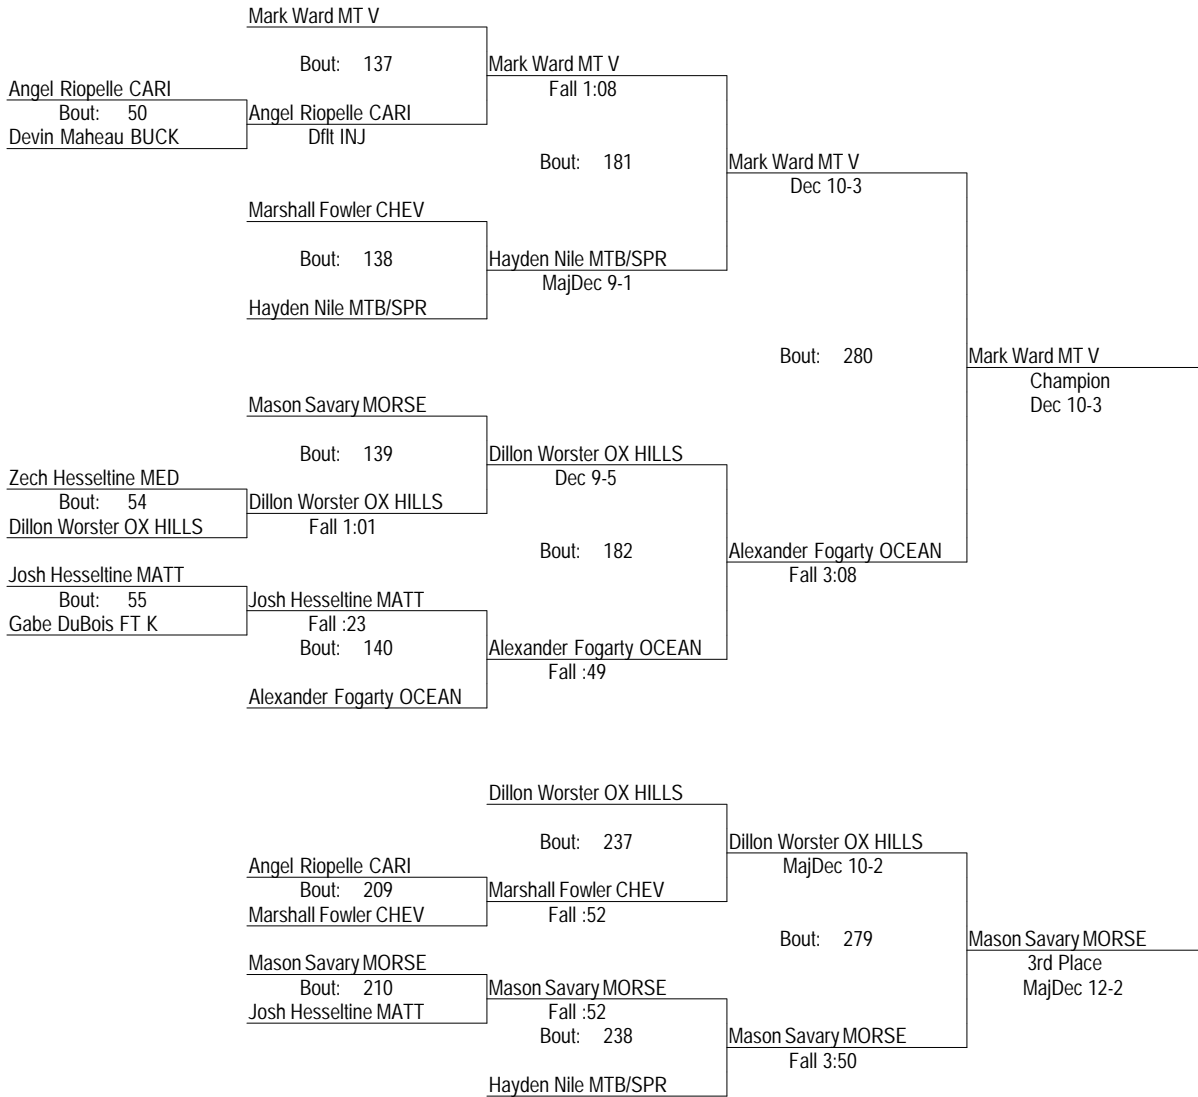 Mark Ward MT V
Bout: 137
Mark Ward MT V
Fall 1:08
Angel Riopelle CARI
Bout: 50
Devin Maheau BUCK
Angel Riopelle CARI
Dflt INJ
Bout: 181
Mark Ward MT V
Dec 10-3
Marshall Fowler CHEV
Bout: 138
Hayden Nile MTB/SPR
MajDec 9-1
Hayden Nile MTB/SPR
Bout: 280
Mark Ward MT V
Champion
Dec 10-3
Mason Savary MORSE
Bout: 139
Dillon Worster OX HILLS
Dec 9-5
Zech Hesseltine MED
Bout: 54
Dillon Worster OX HILLS
Dillon Worster OX HILLS
Fall 1:01
Bout: 182
Alexander Fogarty OCEAN
Fall 3:08
Josh Hesseltine MATT
Bout: 55
Gabe DuBois FT K
Josh Hesseltine MATT
Fall :23
Bout: 140
Alexander Fogarty OCEAN
Fall :49
Alexander Fogarty OCEAN
Dillon Worster OX HILLS
Bout: 237
Dillon Worster OX HILLS
MajDec 10-2
Angel Riopelle CARI
Bout: 209
Marshall Fowler CHEV
Marshall Fowler CHEV
Fall :52
Bout: 279
Mason Savary MORSE
3rd Place
MajDec 12-2
Mason Savary MORSE
Bout: 210
Josh Hesseltine MATT
Mason Savary MORSE
Fall :52
Bout: 238
Mason Savary MORSE
Fall 3:50
Hayden Nile MTB/SPR